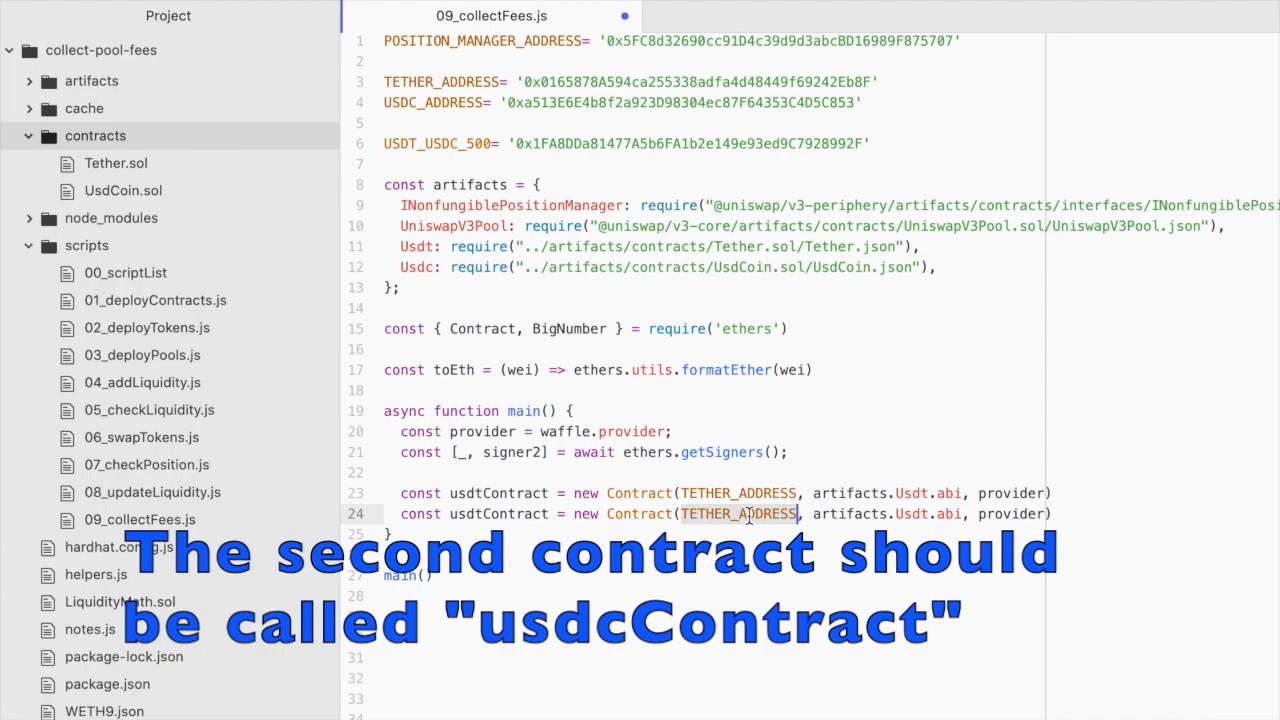 Project
collect-pool-fees
artifacts
cache
contracts
Tether.sol
UsdCoin.sol
node_modules
scripts
00_scriptList
01_deployContracts.js
02_deployTokens.js
03_deployPools.js
04_addLiquidity.js
05_checkLiquidity.js
06_swapTokens.js
07_checkPosition.js
08_updateLiquidity.js
09_collectFees.js
hardhat.config.js
helpers.js
LiquidityMath.sol
notes.js
package-lock.json
package.json
WETH9.json
09_collectFees.js
1 POSITION_MANAGER_ADDRESS= '0x5FC8d32690cc91D4c39d9d3abcBD16989F875707'
2
3 TETHER_ADDRESS= '0x0165878A594ca255338adfa4d48449f69242Eb8F'
4 USDC_ADDRESS= '0xa513E6E4b8f2a923D98304ec87F64353C4D5C853'
5
6 USDT_USDC_500= '0x1FA8DDa81477A5b6FA1b2e149e93ed9C7928992F'
7
8 const artifacts = {
9 INonfungiblePositionManager: require("@uniswap/v3-periphery/artifacts/contracts/interfaces/INonfungiblePosi
10 UniswapV3Pool: require("@uniswap/v3-core/artifacts/contracts/UniswapV3Pool.sol/UniswapV3Pool.json"),
11 Usdt: require("../artifacts/contracts/Tether.sol/Tether.json"),
12 Usdc: require("../artifacts/contracts/UsdCoin.sol/UsdCoin.json"),
13 };
14
15 const { Contract, BigNumber } = require('ethers')
16
17 const toEth = (wei) => ethers.utils.formatEther(wei)
18
19 async function main() {
20 const provider = waffle.provider;
21 const [_, signer2] = await ethers.getSigners();
22
23 const usdtContract = new Contract(TETHER_ADDRESS, artifacts.Usdt.abi, provider)
24 const usdtContract = new Contract(TETHER_ADDRESS, artifacts.Usdt.abi, provider)
25 }
27 main()
28
31
The second contract should
be called "usdcContract"